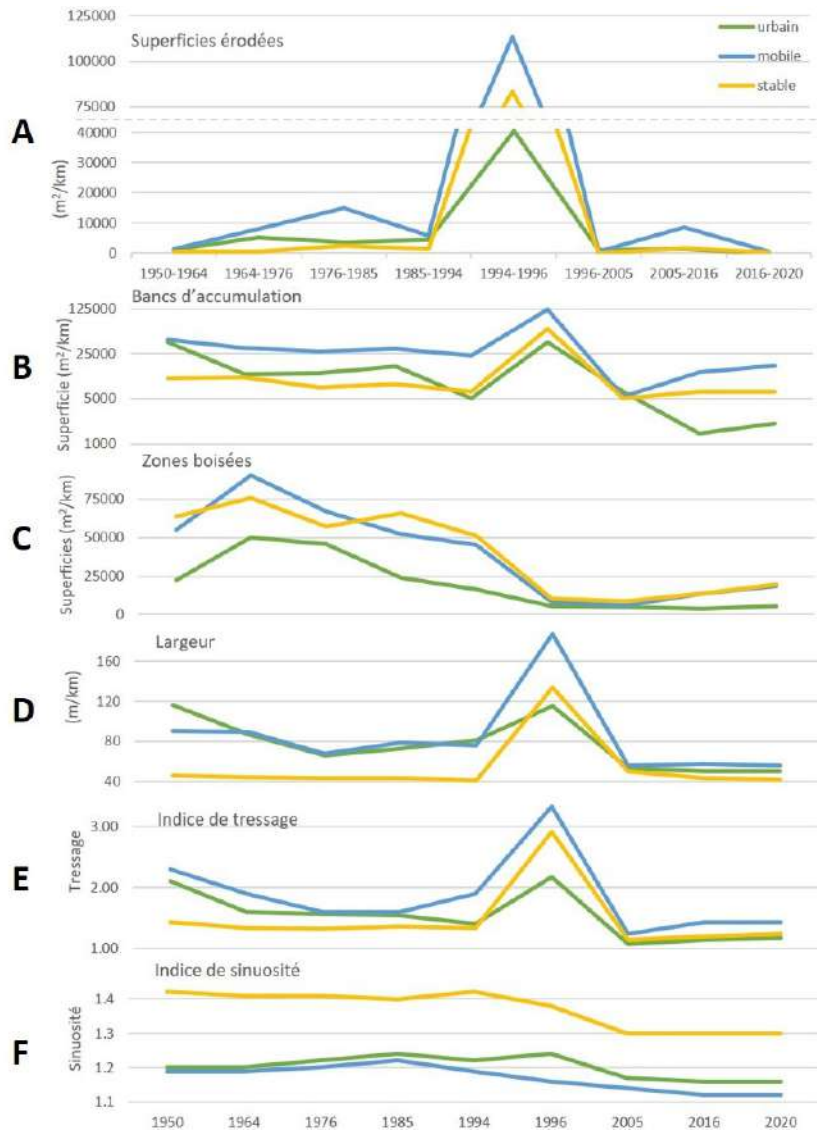 125000
Superficies érodées
urbain
100000
mobile
75000
stable
A
40000
30000
20000
10000
0
(m²/km)
1950-1964 1964-1976 1976-1985 1985-1994 1994-1996 1996-2005 2005-2016 2016-2020
Bancs d'accumulation
125000
B
25000
5000
1000
Superficie (m²/km)
Zones boisées
75000
C
50000
25000
0
Superficies (m²/km)
Largeur
160
D
120
80
40
(m/km)
Indice de tressage
3.00
E
2.00
1.00
Tressage
Indice de sinuosité
1.4
1.3
F
1.2
1.1
Sinuosité
1950 1964 1976 1985 1994 1996 2005 2016 2020